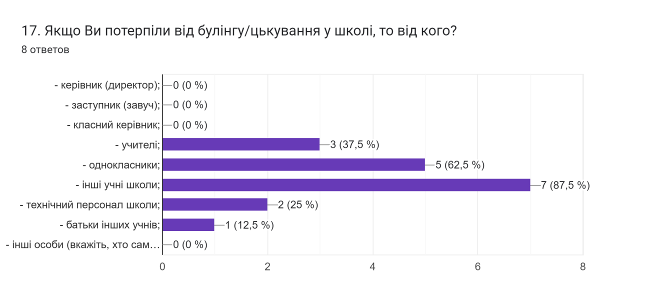 17. Якщо Ви потерпіли від булінгу/цькування у школі, то від кого?
8 ответов
- керівник (директор); 0 (0 %)
- заступник (завуч); 0 (0 %)
- класний керівник; 0 (0 %)
- учителі; 3 (37,5 %)
- однокласники; 5 (62,5 %)
- інші учні школи; 7 (87,5 %)
- технічний персонал школи; 2 (25 %)
- батьки інших учнів; 1 (12,5 %)
- інші особи (вкажіть, хто сам… 0 (0 %)
0 2 4 6 8